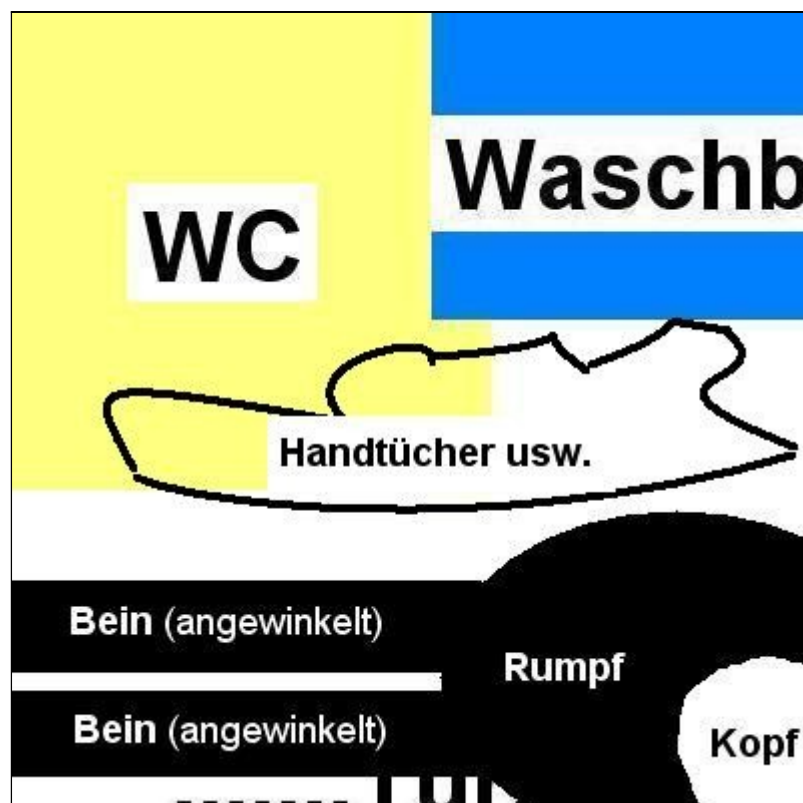 Waschb
WC
Handtücher usw.
Bein (angewinkelt)
Rumpf
Bein (angewinkelt)
Kopf